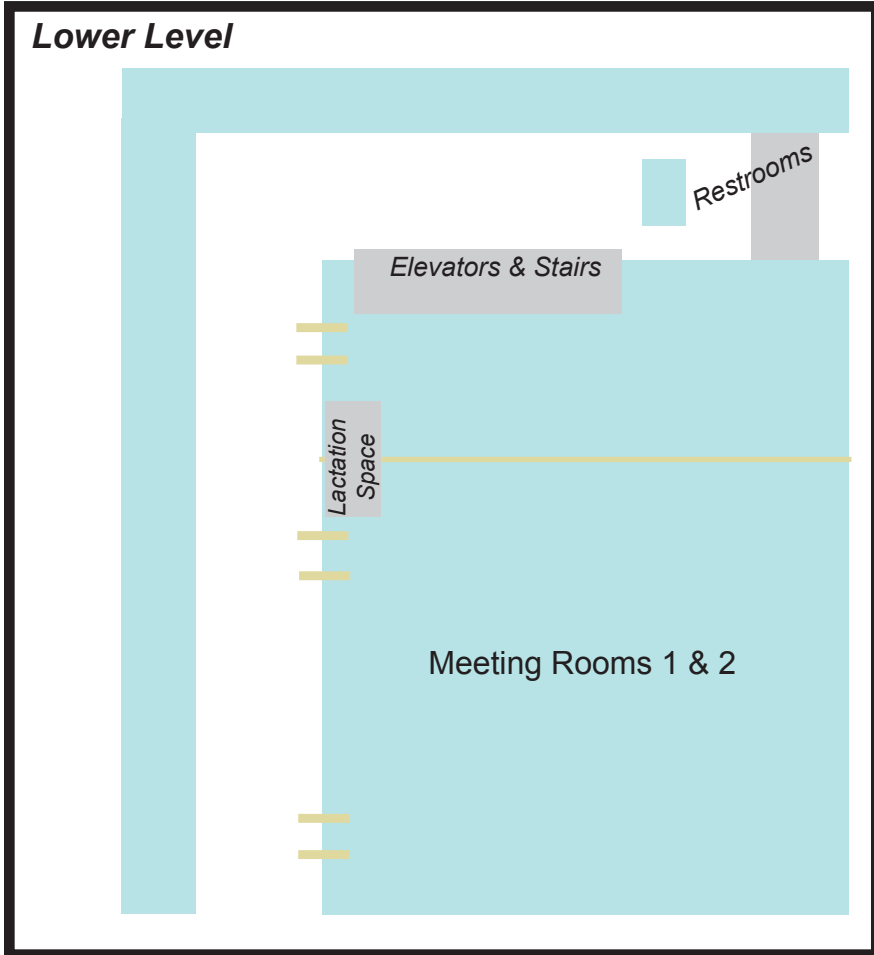 Lower Level
Restrooms
Elevators & Stairs
Lactation
Space
Meeting Rooms 1 & 2